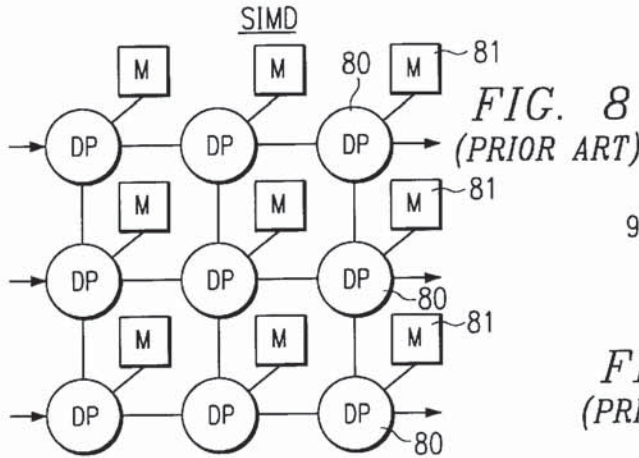 SIMD
M M 80 M 81
DP DP DP
FIG. 8
(PRIOR ART)
M M M 81
9
DP DP DP 80
M M M 81
DP DP DP 80